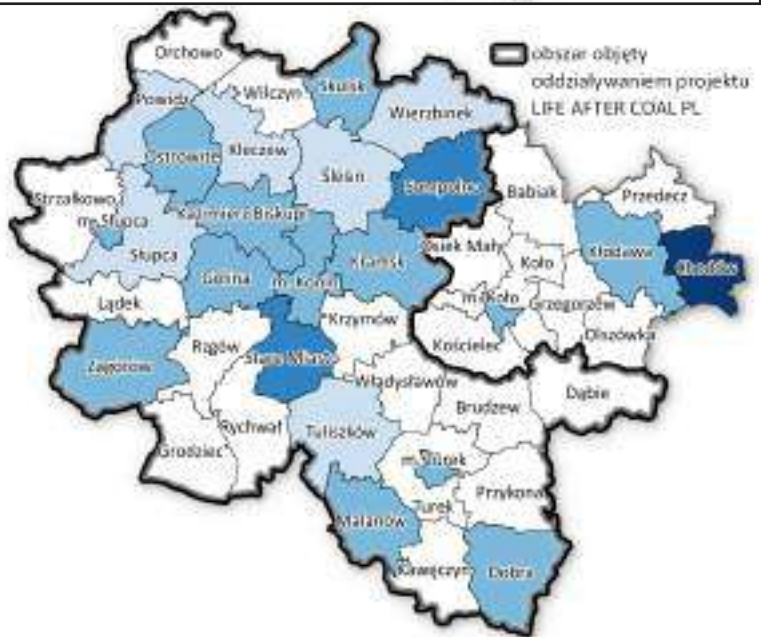 Orchowo
obszar objęty
oddziaływaniem projektu
LIFE AFTER COAL PL
Skulsk
Wilczyn
Powidz
Wierzbinek
Ostrowite
Kleczew
Ślesin
Sompolno
Babiak
Przedecz
Strzałkowo
m. Słupca
Kazimierz Biskupi
Słupca
Osiek Mały
Kłodawa
Chodów
Golina
m. Konin
Kramsk
Koło
Lądek
m. Koło
Grzegorzew
Krzymów
Kościelec
Olszówka
Zagórów
Rzgów
Stare Miasto
Władysławów
Dąbie
Brudzew
Rychwał
Tuliszków
Grodziec
m. Turek
Przykona
Turek
Malanów
Kawęczyn
Dobra